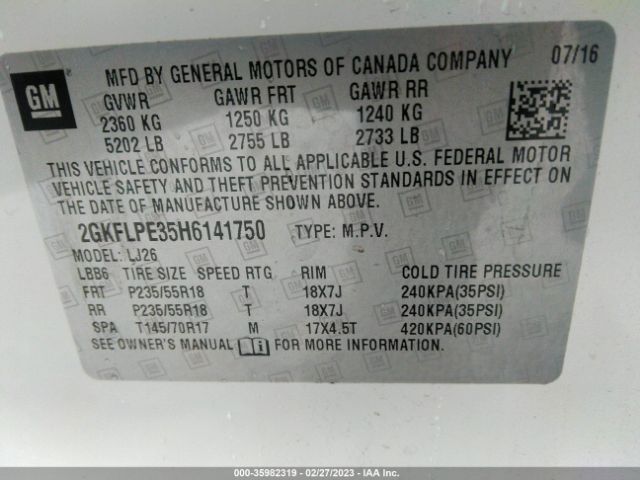 GM
MFD BY GENERAL MOTORS OF CANADA COMPANY 07/16
GVWR GAWR FRT GAWR RR
2360 KG 1250 KG 1240 KG
5202 LB 2755 LB 2733 LB
THIS VEHICLE CONFORMS TO ALL APPLICABLE U.S. FEDERAL MOTOR
VEHICLE SAFETY AND THEFT PREVENTION STANDARDS IN EFFECT ON
THE DATE OF MANUFACTURE SHOWN ABOVE.
2GKFLPE35H6141750 TYPE: M.P.V.
MODEL: LJ26
LBB6 TIRE SIZE SPEED RTG RIM COLD TIRE PRESSURE
FRT P235/55R18 T 18X7J 240KPA(35PSI)
RR P235/55R18 T 18X7J 240KPA(35PSI)
SPA T145/70R17 M 17X4.5T 420KPA(60PSI)
SEE OWNER'S MANUAL FOR MORE INFORMATION.
000-35982319 - 02/27/2023 - IAA Inc.